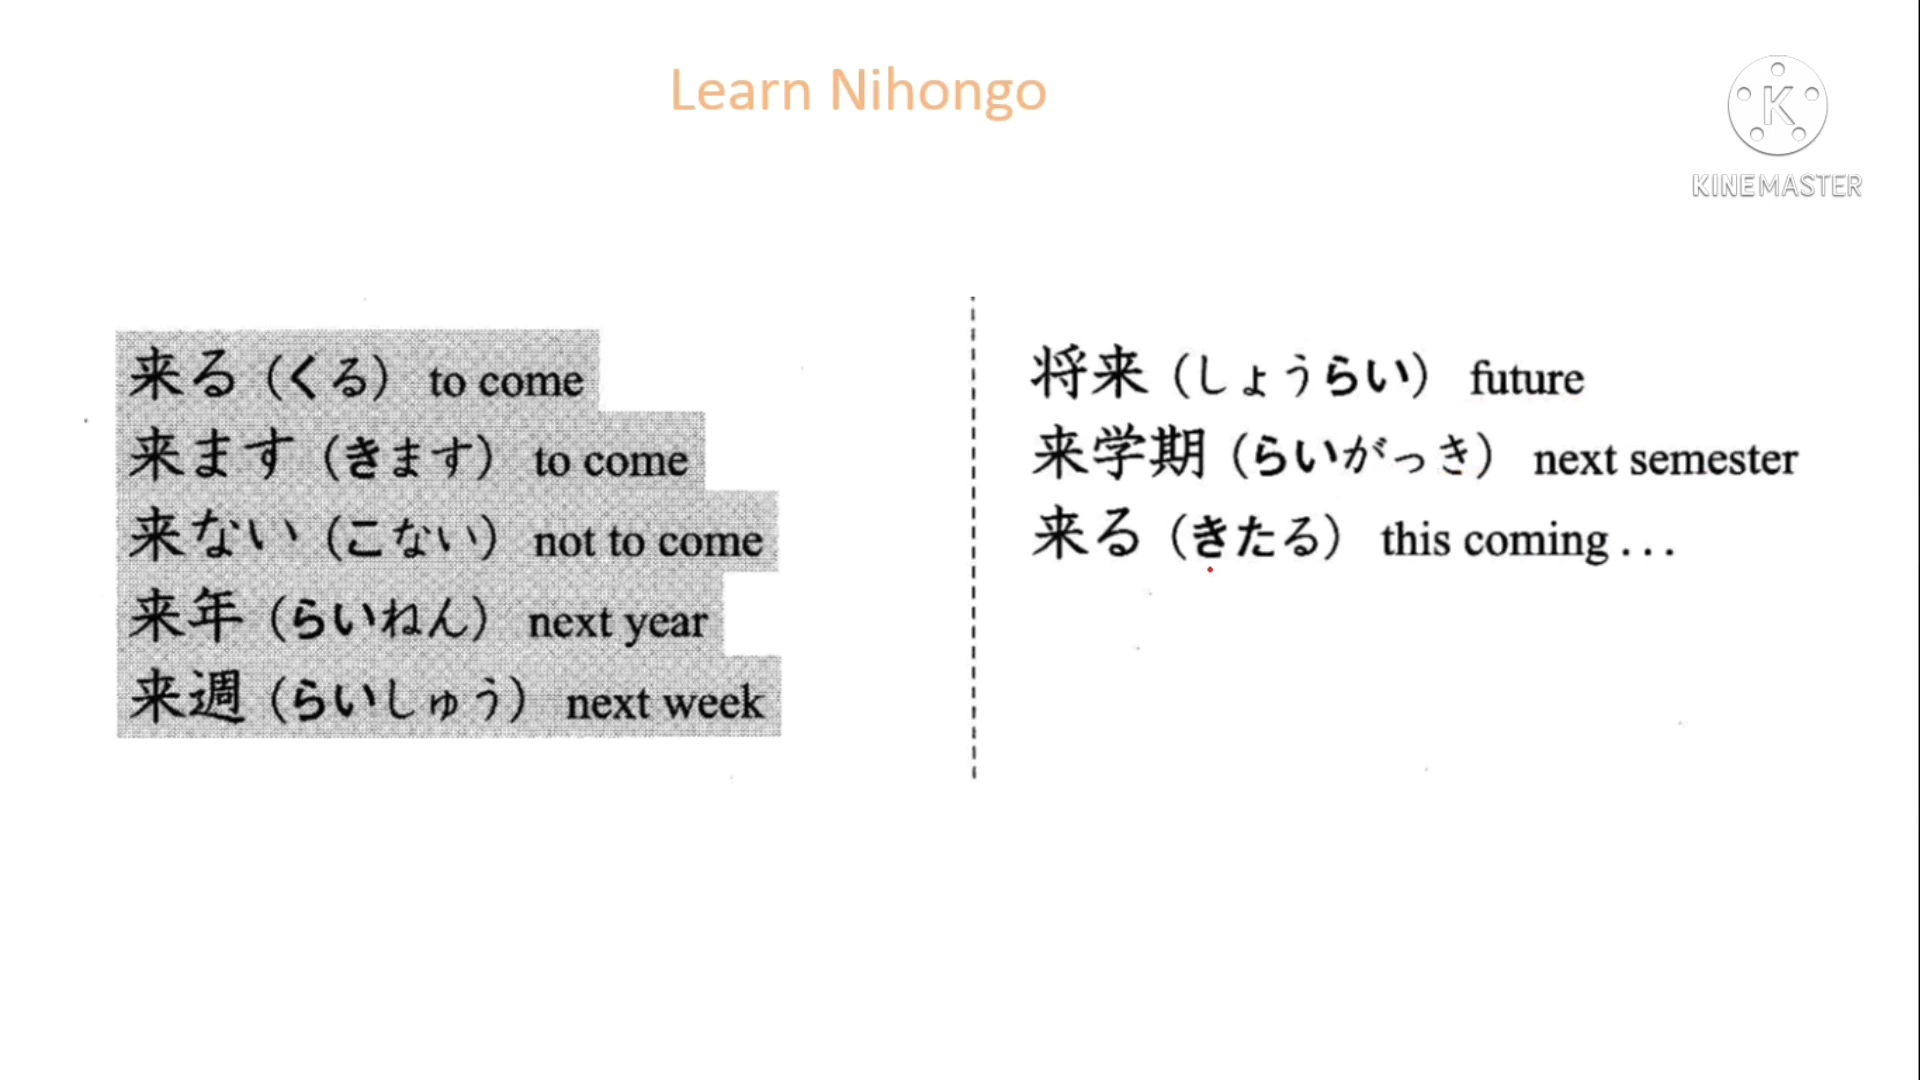 Learn Nihongo
K
KINEMASTER
来る（くる） to come
来ます（きます） to come
来ない（こない） not to come
来年（らいねん） next year
来週（らいしゅう） next week
将来（しょうらい） future
来学期（らいがっき） next semester
来る（きたる） this coming . . .